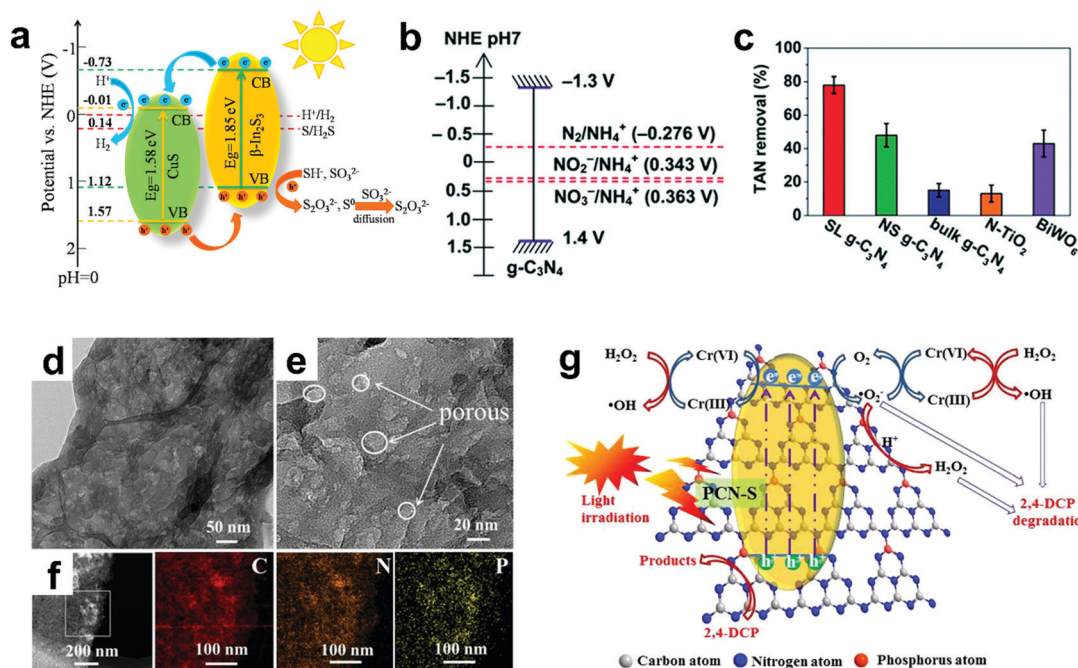 a
Potential vs. NHE (V)
-1
-0.73
-0.01
0
0.14
1
1.12
1.57
2
pH=0
e⁻ e⁻ e⁻
CB
H⁺
e⁻
e⁻ e⁻ e⁻
CB
H₂
H⁺/H₂
S/H₂S
Eg=1.58 eV
CuS
Eg=1.85 eV
β-In₂S₃
VB
h⁺ h⁺ h⁺
VB
h⁺ h⁺ h⁺
SH⁻, SO₃²⁻
h⁺
S₂O₃²⁻, S⁰
SO₃²⁻
diffusion
S₂O₃²⁻
b
NHE pH7
−1.5
−1.0
− 0.5
0
0.5
1.0
1.5
−1.3 V
N₂/NH₄⁺ (−0.276 V)
NO₂⁻/NH₄⁺ (0.343 V)
NO₃⁻/NH₄⁺ (0.363 V)
1.4 V
g-C₃N₄
c
TAN removal (%)
100
80
60
40
20
0
SL g-C₃N₄
NS g-C₃N₄
bulk g-C₃N₄
N-TiO₂
BiWO₆
d
50 nm
e
porous
20 nm
f
200 nm
C
100 nm
N
100 nm
P
100 nm
g
H₂O₂
Cr(VI)
O₂
Cr(VI)
H₂O₂
e⁻ e⁻ e⁻
•OH
Cr(III)
•O₂⁻
Cr(III)
•OH
H⁺
H₂O₂
Light
irradiation
PCN-S
2,4-DCP
degradation
Products
h⁺ h⁺ h⁺
2,4-DCP
Carbon atom
Nitrogen atom
Phosphorus atom